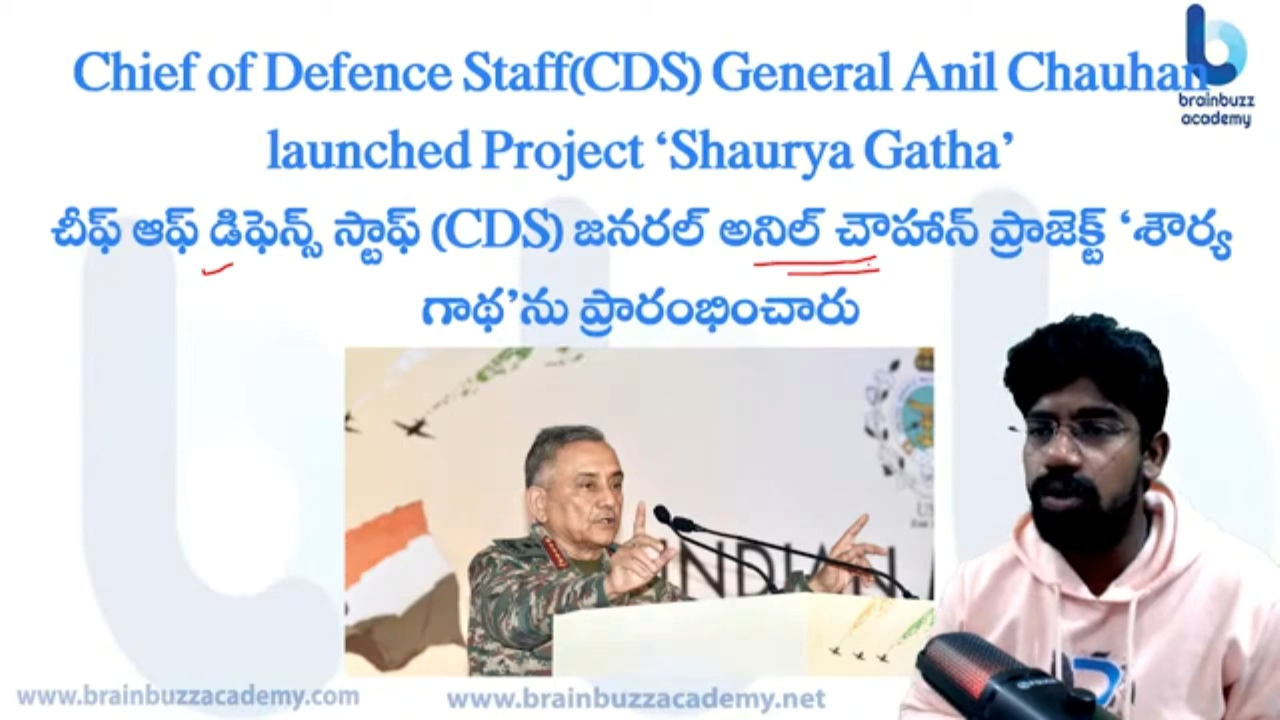 Chief of Defence Staff(CDS) General Anil Chauhan
brainbuzz
academy
launched Project ‘Shaurya Gatha’
చీఫ్ ఆఫ్ డిఫెన్స్ స్టాఫ్ (CDS) జనరల్ అనిల్ చౌహాన్ ప్రాజెక్ట్ ‘శౌర్య
గాథ’ను ప్రారంభించారు
INDIAN
www.brainbuzzacademy.com
www.brainbuzzacademy.net